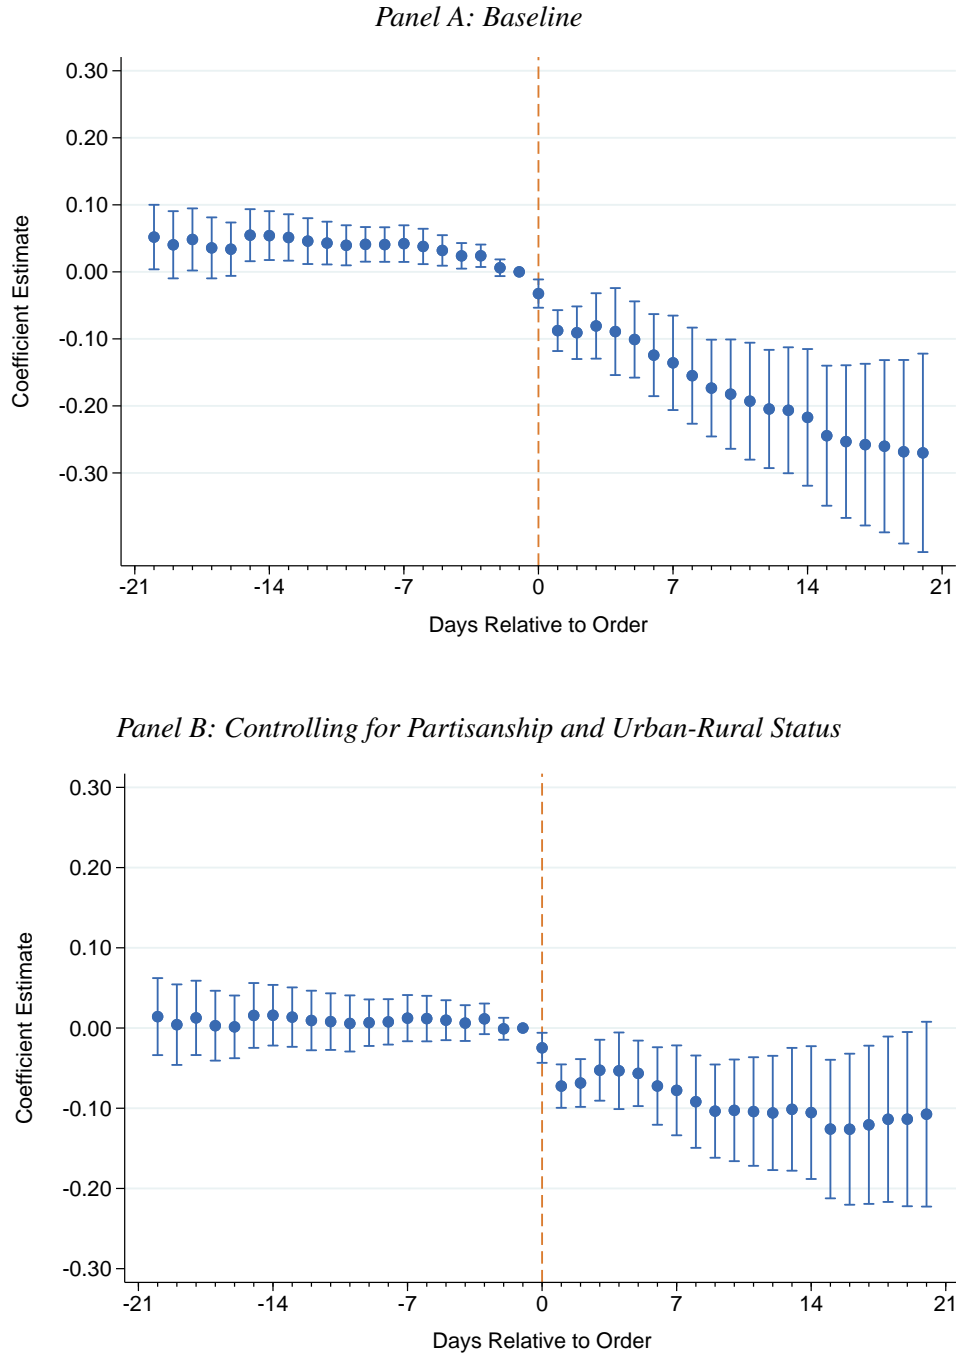 Panel A: Baseline
0.30
0.20
0.10
0.00
-0.10
-0.20
-0.30
Coefficient Estimate
-21 -14 -7 0 7 14 21
Days Relative to Order
Panel B: Controlling for Partisanship and Urban-Rural Status
0.30
0.20
0.10
0.00
-0.10
-0.20
-0.30
Coefficient Estimate
-21 -14 -7 0 7 14 21
Days Relative to Order